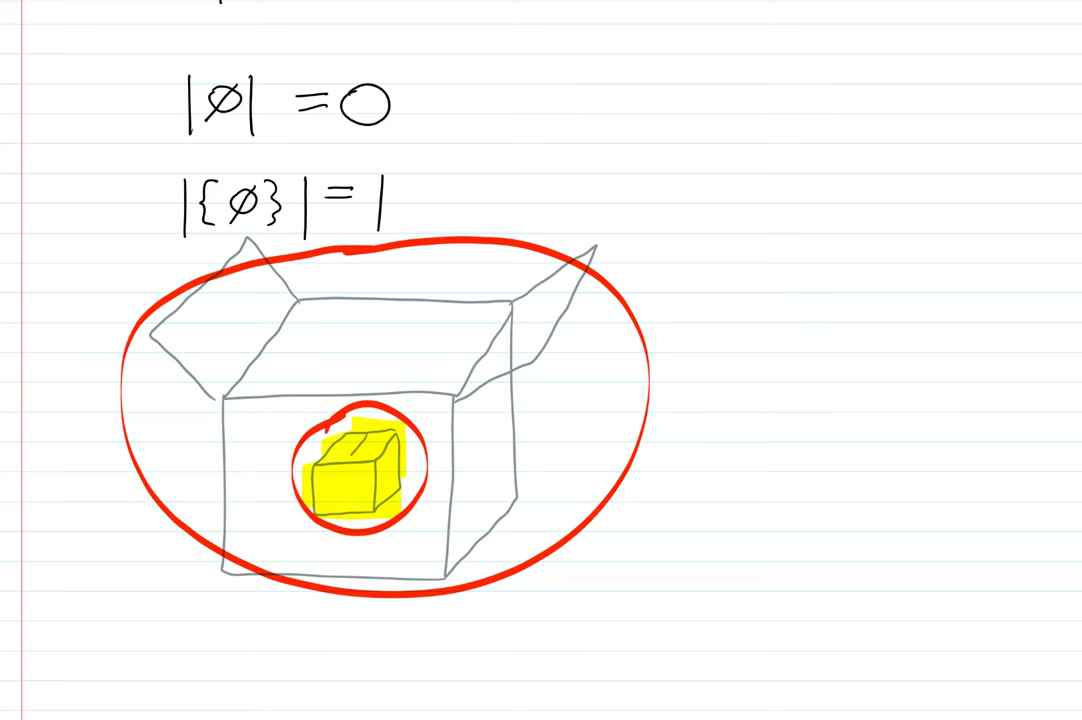 |∅| = 0
|{∅}| = 1